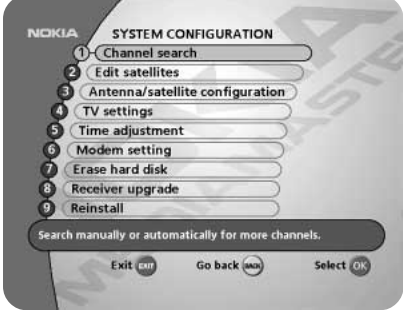 NOKIA SYSTEM CONFIGURATION
1 Channel search
2 Edit satellites
3 Antenna/satellite configuration
4 TV settings
5 Time adjustment
6 Modem setting
7 Erase hard disk
8 Receiver upgrade
9 Reinstall
Search manually or automatically for more channels.
Exit EXIT Go back BACK Select OK
NOKIA
MEDIAMASTER